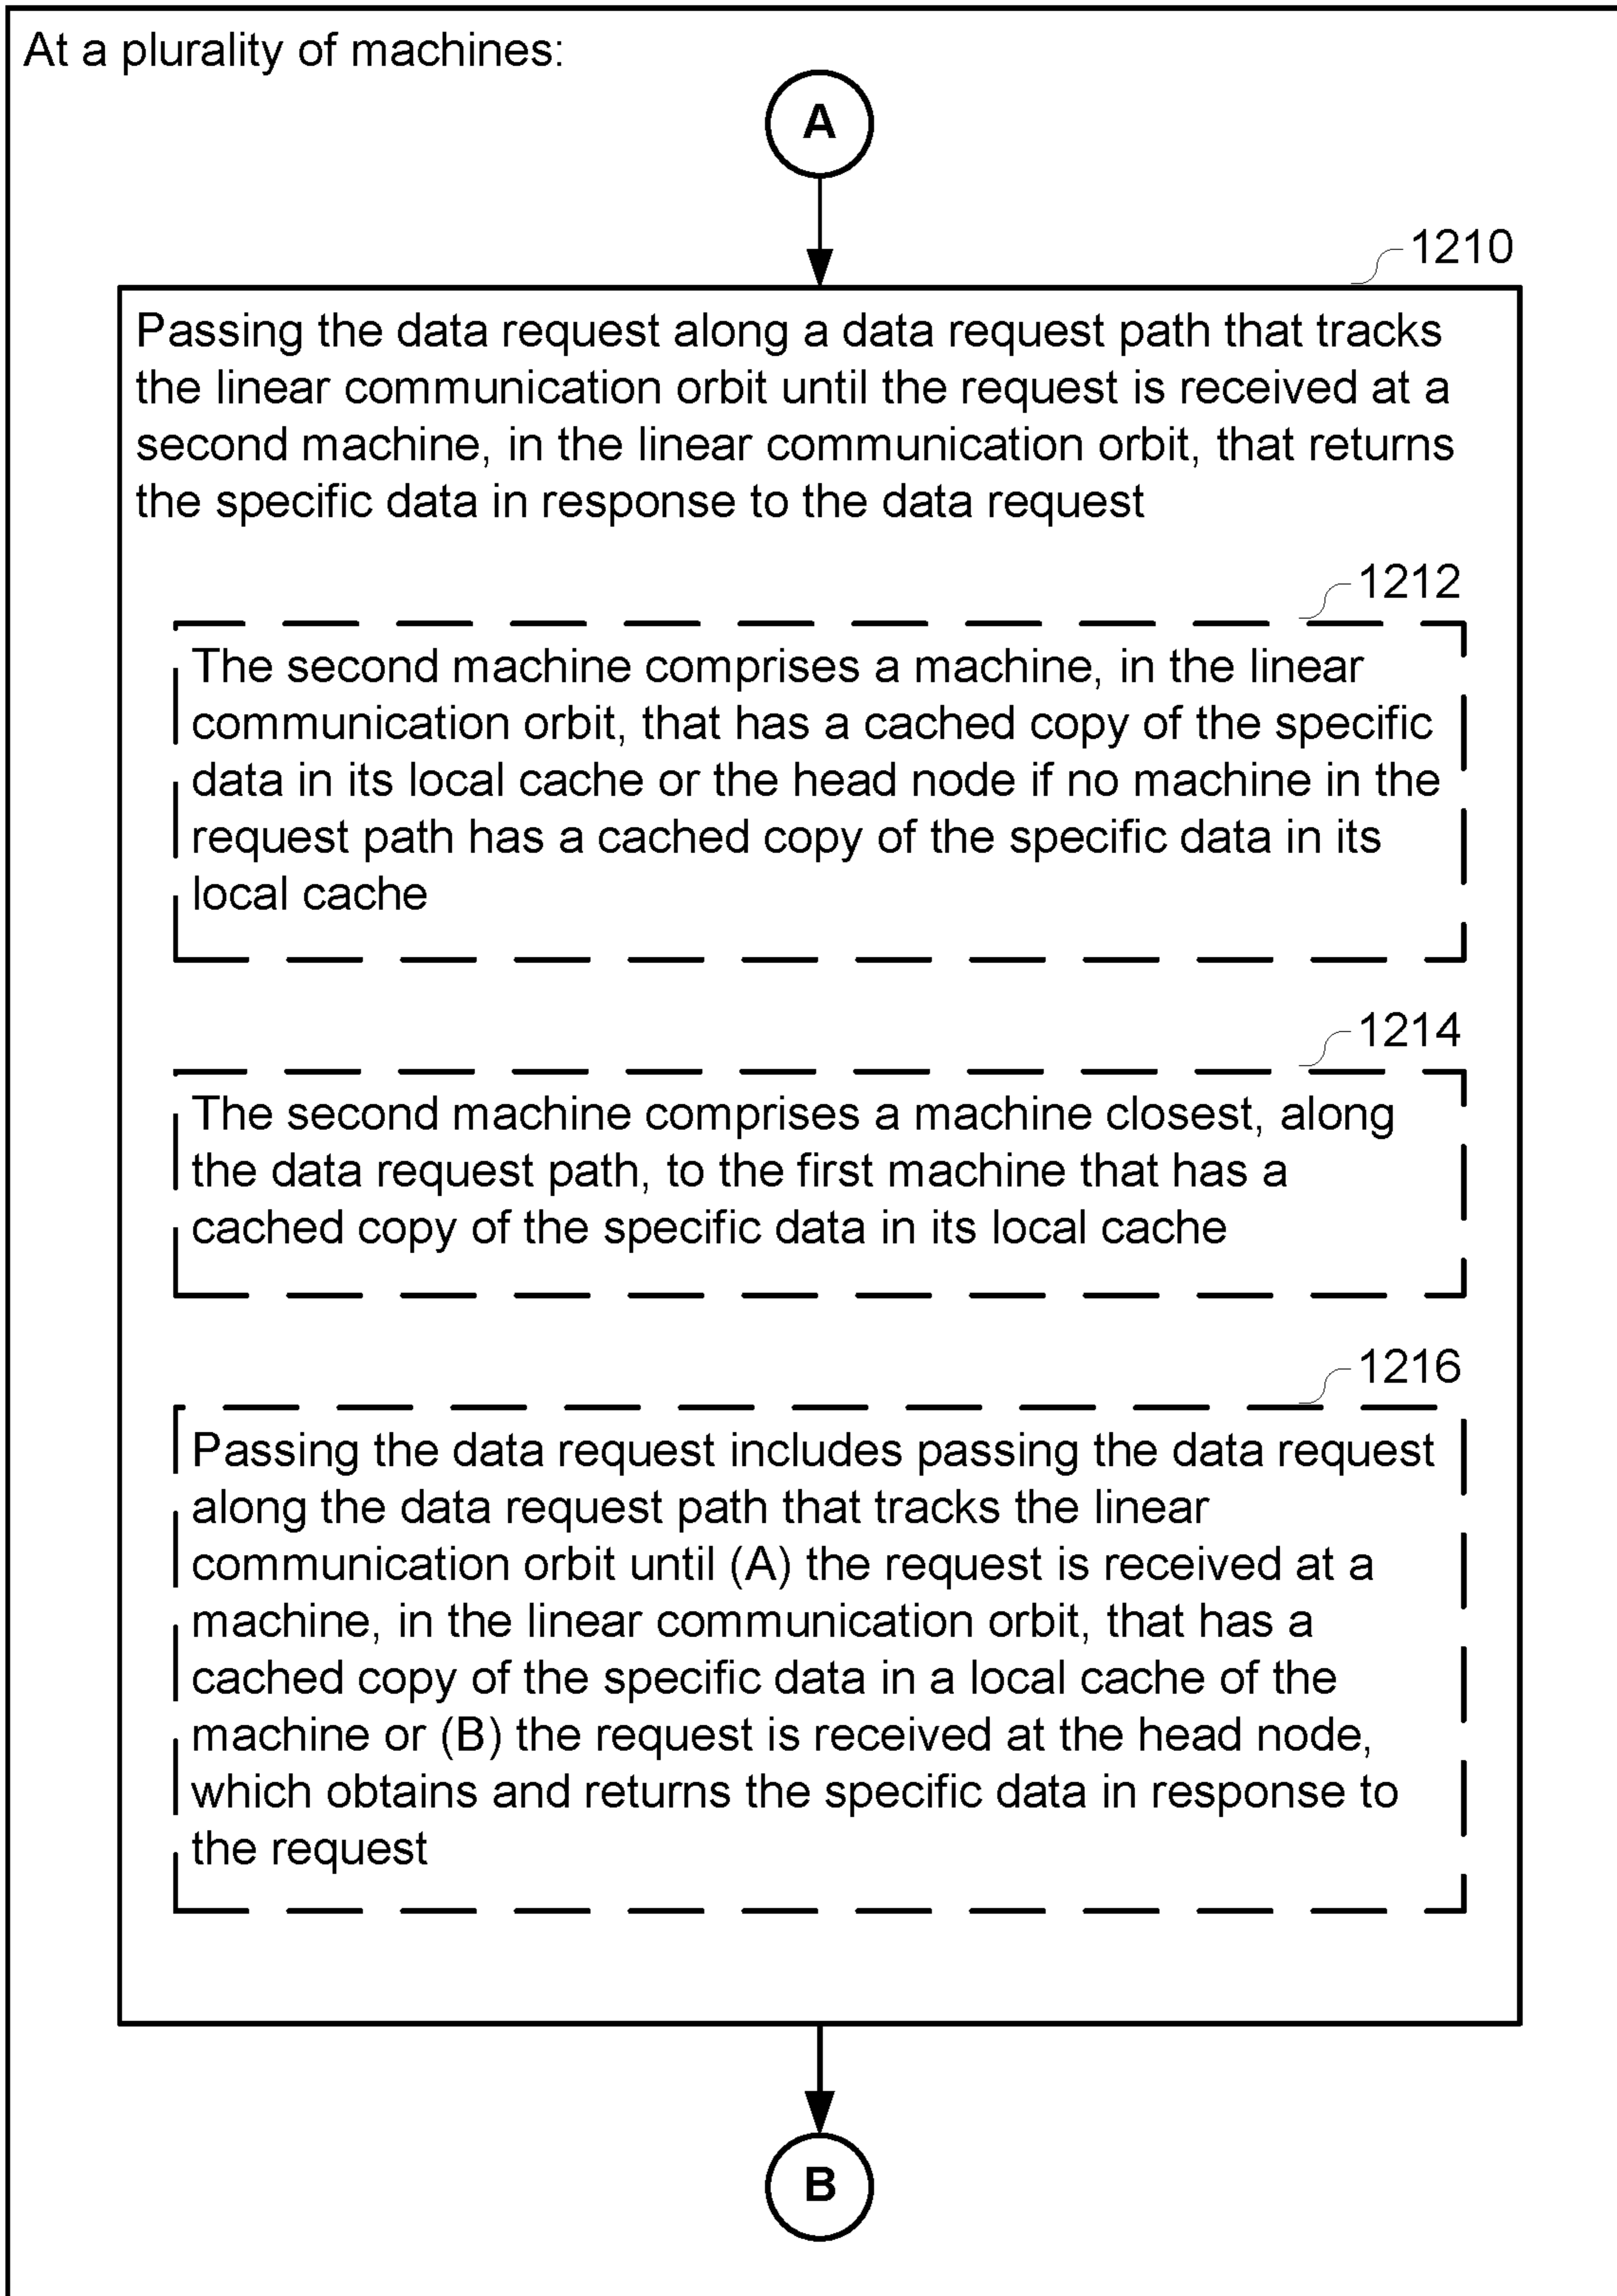 At a plurality of machines:
A
1210
Passing the data request along a data request path that tracks
the linear communication orbit until the request is received at a
second machine, in the linear communication orbit, that returns
the specific data in response to the data request
1212
The second machine comprises a machine, in the linear
communication orbit, that has a cached copy of the specific
data in its local cache or the head node if no machine in the
request path has a cached copy of the specific data in its
local cache
1214
The second machine comprises a machine closest, along
the data request path, to the first machine that has a
cached copy of the specific data in its local cache
1216
Passing the data request includes passing the data request
along the data request path that tracks the linear
communication orbit until (A) the request is received at a
machine, in the linear communication orbit, that has a
cached copy of the specific data in a local cache of the
machine or (B) the request is received at the head node,
which obtains and returns the specific data in response to
the request
B